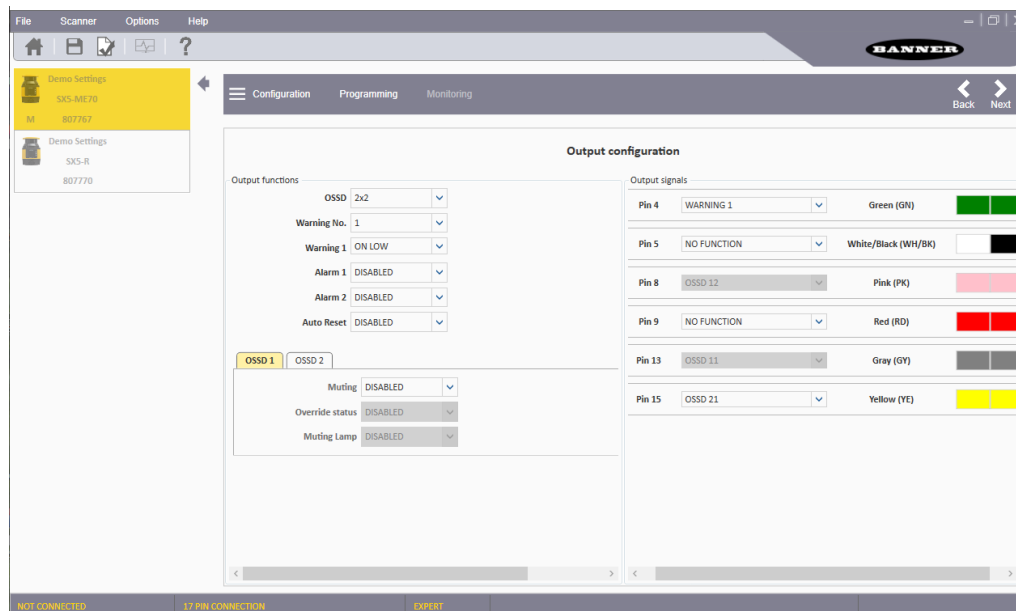 File Scanner Options Help
BANNER
Demo Settings
SX5-ME70
M 807767
Demo Settings
SX5-R
807770
Configuration Programming Monitoring
Back Next
Output configuration
Output functions
OSSD 2x2
Warning No. 1
Warning 1 ON LOW
Alarm 1 DISABLED
Alarm 2 DISABLED
Auto Reset DISABLED
OSSD 1 OSSD 2
Muting DISABLED
Override status DISABLED
Muting Lamp DISABLED
Output signals
Pin 4 WARNING 1 Green (GN)
Pin 5 NO FUNCTION White/Black (WH/BK)
Pin 8 OSSD 12 Pink (PK)
Pin 9 NO FUNCTION Red (RD)
Pin 13 OSSD 11 Gray (GY)
Pin 15 OSSD 21 Yellow (YE)
NOT CONNECTED 17 PIN CONNECTION EXPERT